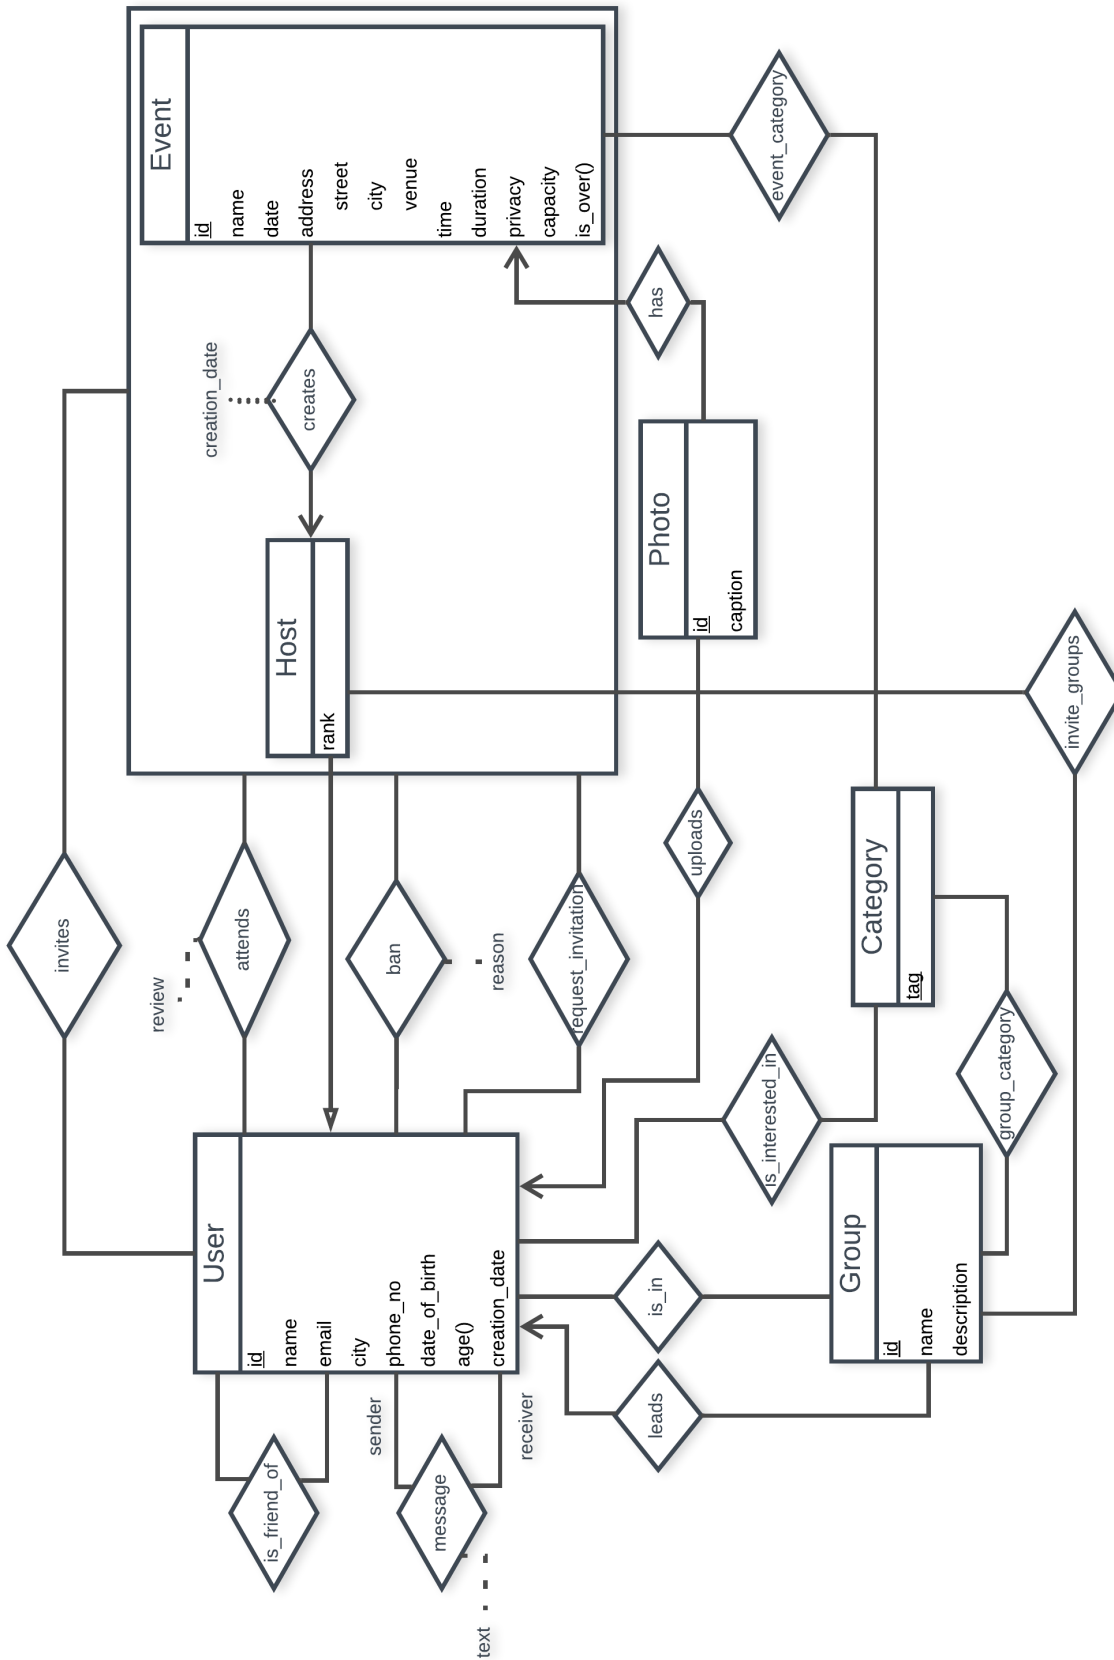 is_friend_of
message
sender
receiver
text
User
id
name
email
city
phone_no
date_of_birth
age()
creation_date
invites
attends
review
ban
reason
request_invitation
leads
is_in
is_interested_in
uploads
Group
id
name
description
group_category
Category
tag
invite_groups
Host
rank
creates
creation_date
Photo
id
caption
has
Event
id
name
date
address
street
city
venue
time
duration
privacy
capacity
is_over()
event_category